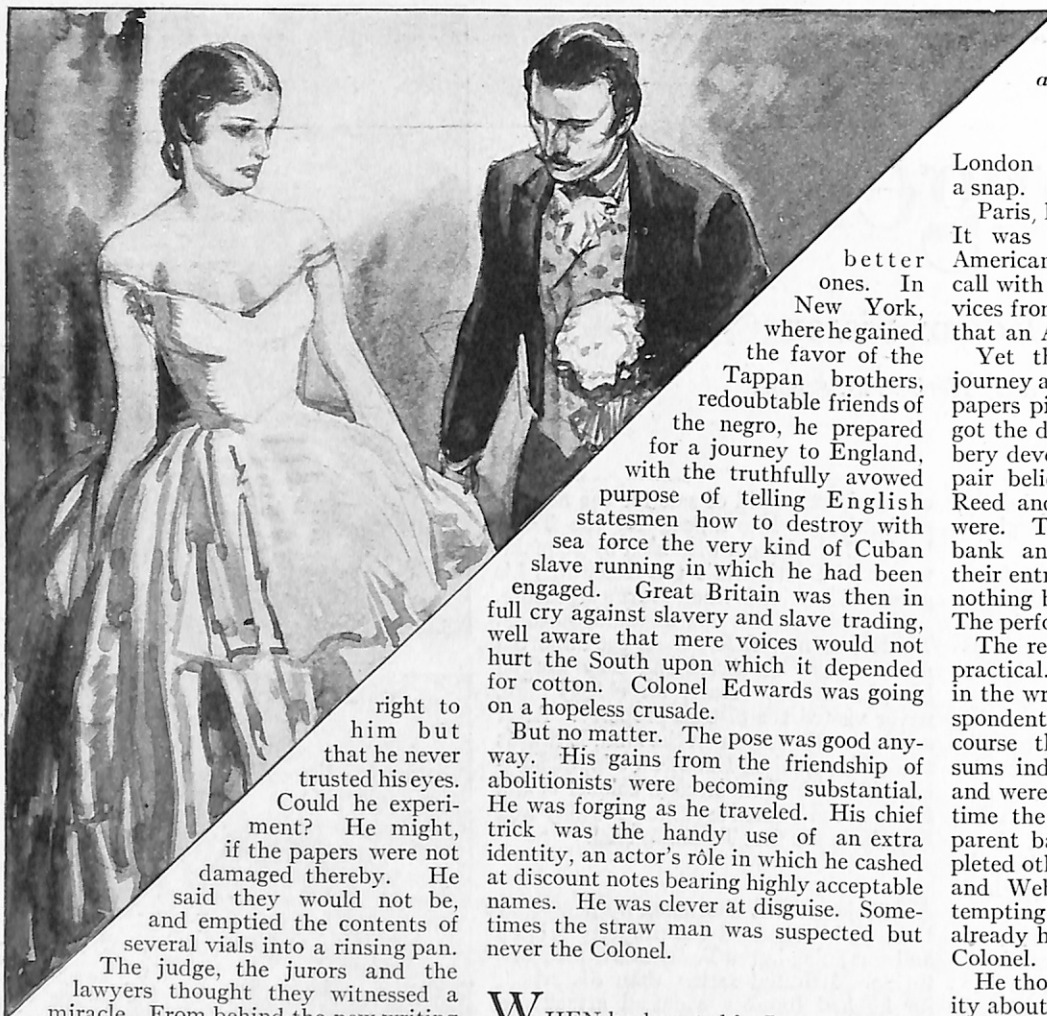 right to
him but
that he never
trusted his eyes.
Could he experi-
ment? He might,
if the papers were not
damaged thereby. He
said they would not be,
and emptied the contents of
several vials into a rinsing pan.
The judge, the jurors and the
lawyers thought they witnessed a
miracle. From behind the new writing
better
ones. In
New York,
where he gained
the favor of the
Tappan brothers,
redoubtable friends of
the negro, he prepared
for a journey to England,
with the truthfully avowed
purpose of telling English
statesmen how to destroy with
sea force the very kind of Cuban
slave running in which he had been
engaged. Great Britain was then in
full cry against slavery and slave trading,
well aware that mere voices would not
hurt the South upon which it depended
for cotton. Colonel Edwards was going
on a hopeless crusade.
But no matter. The pose was good any-
way. His gains from the friendship of
abolitionists were becoming substantial.
He was forging as he traveled. His chief
trick was the handy use of an extra
identity, an actor's rôle in which he cashed
at discount notes bearing highly acceptable
names. He was clever at disguise. Some-
times the straw man was suspected but
never the Colonel.
WHEN
a
London
a snap.
Paris,
It was
American
call with
vices from
that an
Yet
journey a
papers
got the
bery
pair
Reed and
were.
bank an
their
nothing
The
The
practical.
in the
course
sums
and were
time the
parent
pleted
and
tempting
already
Colonel.
He
ity about